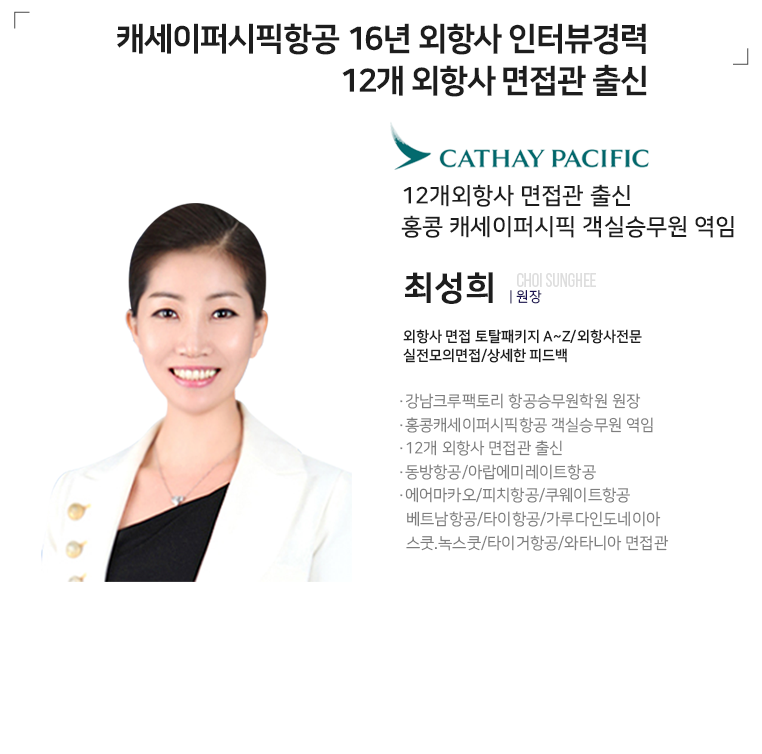 캐세이퍼시픽항공 16년 외항사 인터뷰경력
12개 외항사 면접관 출신
CATHAY PACIFIC
12개외항사 면접관 출신
홍콩 캐세이퍼시픽 객실승무원 역임
최성희 | 원장
CHOI SUNGHEE
외항사 면접 토탈패키지 A~Z/외항사전문
실전모의면접/상세한 피드백
·강남크루팩토리 항공승무원학원 원장
·홍콩캐세이퍼시픽항공 객실승무원 역임
·12개 외항사 면접관 출신
·동방항공/아랍에미레이트항공
·에어마카오/피치항공/쿠웨이트항공
베트남항공/타이항공/가루다인도네이아
스쿳.녹스쿳/타이거항공/와타니아 면접관